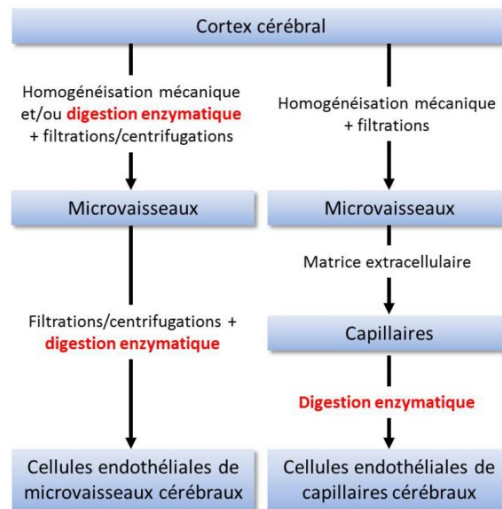 Cortex cérébral
Homogénéisation mécanique
et/ou digestion enzymatique
+ filtrations/centrifugations
Homogénéisation mécanique
+ filtrations
Microvaisseaux
Microvaisseaux
Matrice extracellulaire
Filtrations/centrifugations +
digestion enzymatique
Capillaires
Digestion enzymatique
Cellules endothéliales de
microvaisseaux cérébraux
Cellules endothéliales de
capillaires cérébraux